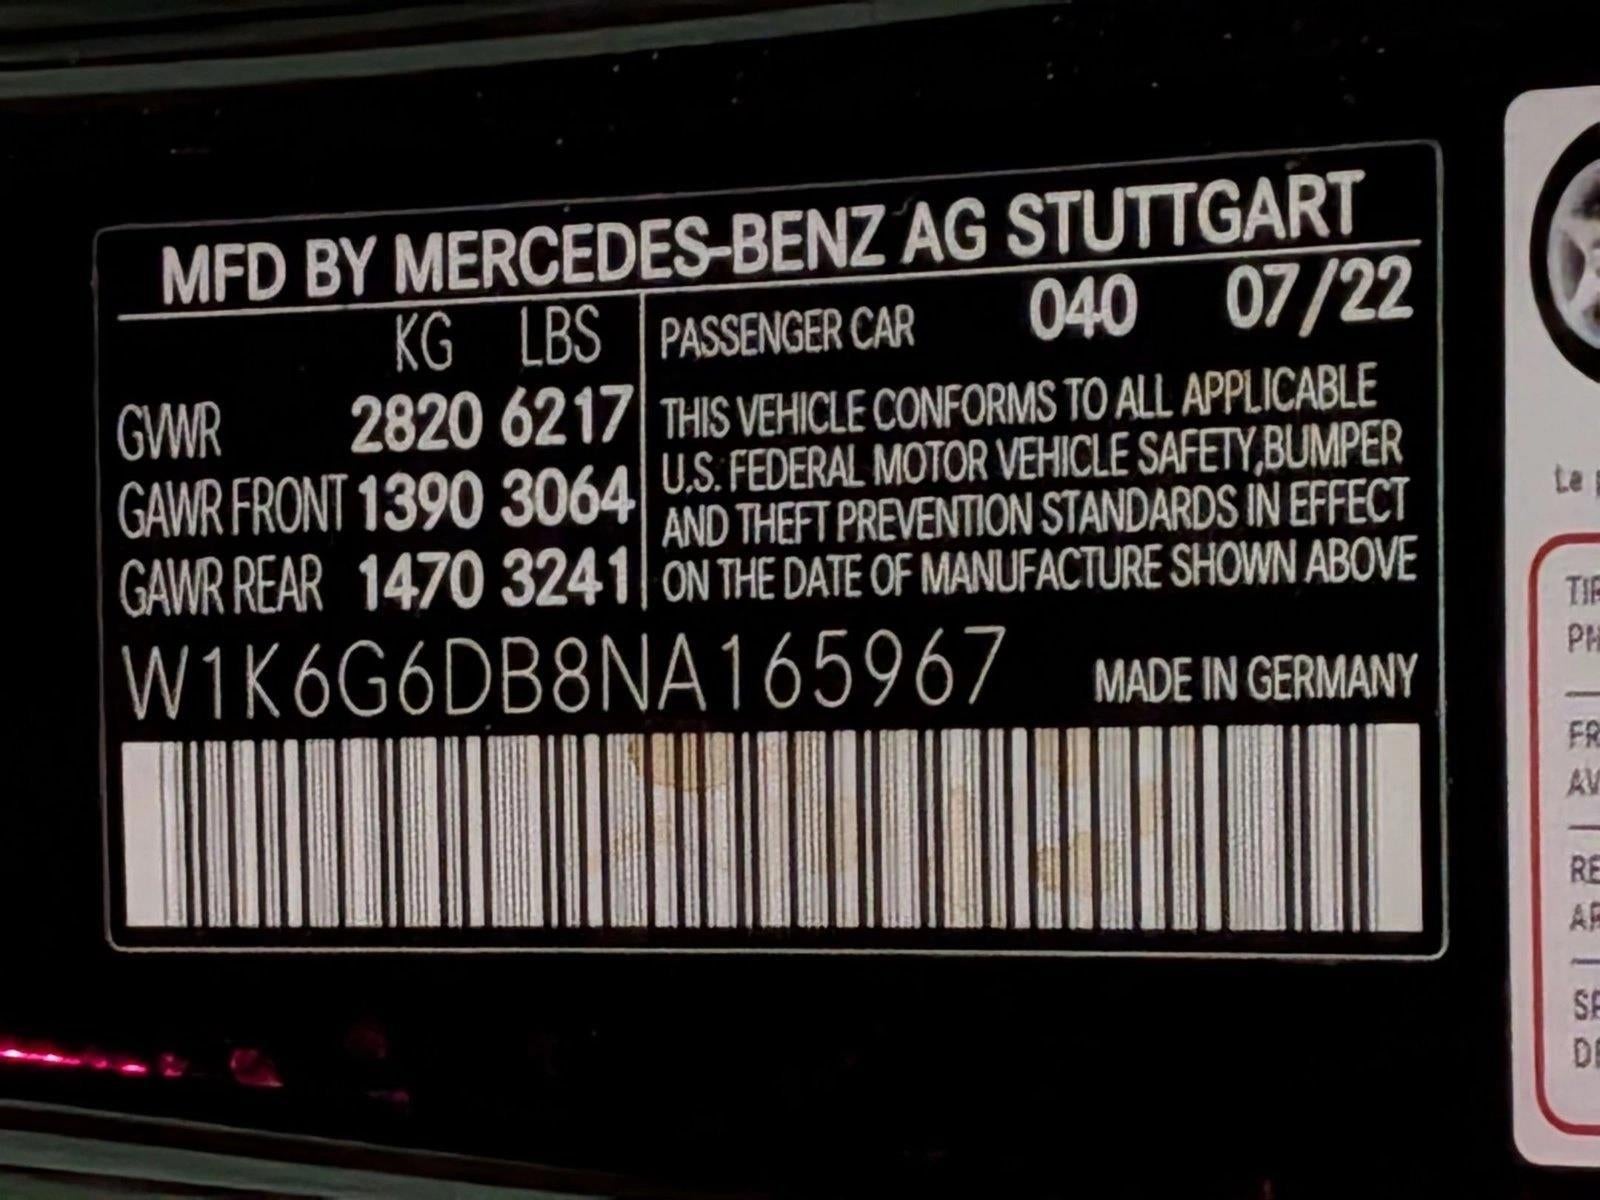 MFD BY MERCEDES-BENZ AG STUTTGART
KG LBS
GVWR 2820 6217
GAWR FRONT 1390 3064
GAWR REAR 1470 3241
PASSENGER CAR 040 07/22
THIS VEHICLE CONFORMS TO ALL APPLICABLE
U.S. FEDERAL MOTOR VEHICLE SAFETY,BUMPER
AND THEFT PREVENTION STANDARDS IN EFFECT
ON THE DATE OF MANUFACTURE SHOWN ABOVE
W1K6G6DB8NA165967
MADE IN GERMANY